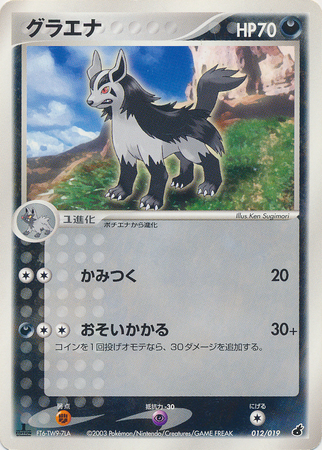 グラエナ HP70
Illus. Ken Sugimori
1進化
ポチエナから進化
かみつく 20
おそいかかる 30+
コインを1回投げオモテなら、30ダメージを追加する。
弱点 抵抗力 -30 にげる
©2003 Pokémon/Nintendo/Creatures/GAME FREAK 012/019